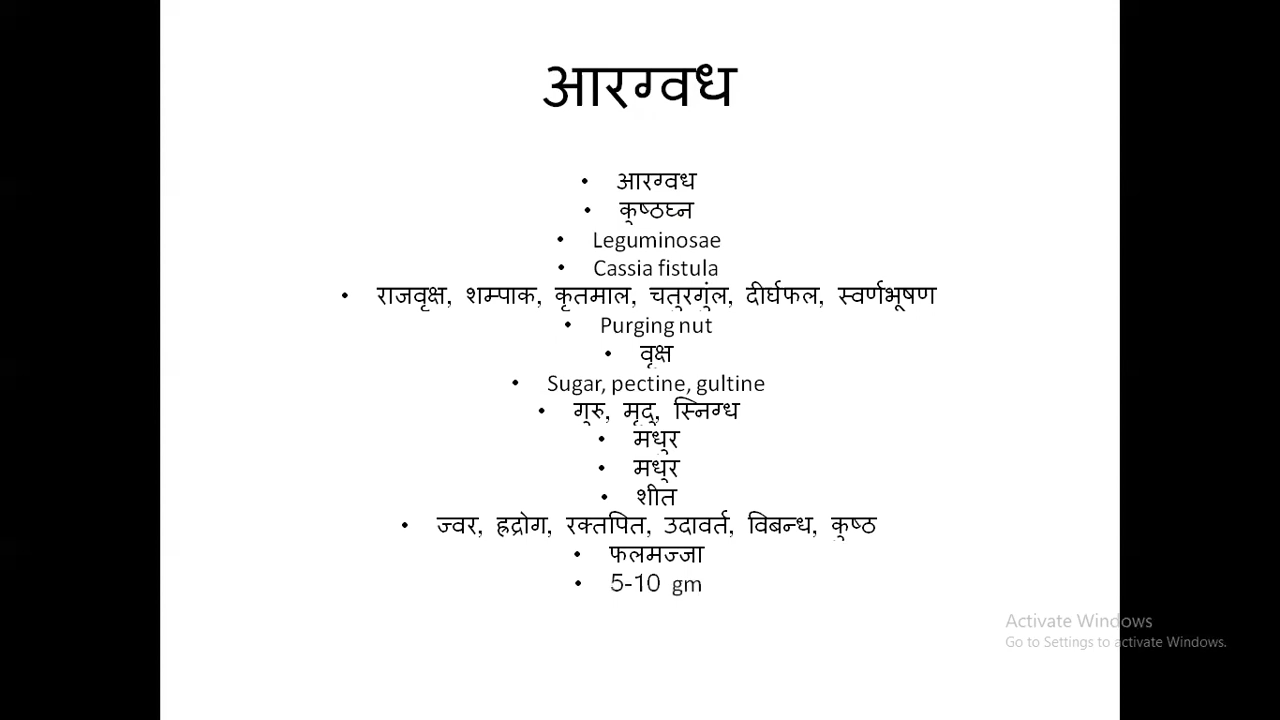 आरग्वध
• आरग्वध
• कुष्ठघ्न
• Leguminosae
• Cassia fistula
• राजवृक्ष, शम्पाक, कृतमाल, चतुरगुंल, दीर्घफल, स्वर्णभूषण
• Purging nut
• वृक्ष
• Sugar, pectine, gultine
• गुरु, मृदु, स्निग्ध
• मधुर
• मधुर
• शीत
• ज्वर, ह्रद्रोग, रक्तपित, उदावर्त, विबन्ध, कुष्ठ
• फलमज्जा
• 5-10 gm
Activate Windows
Go to Settings to activate Windows.